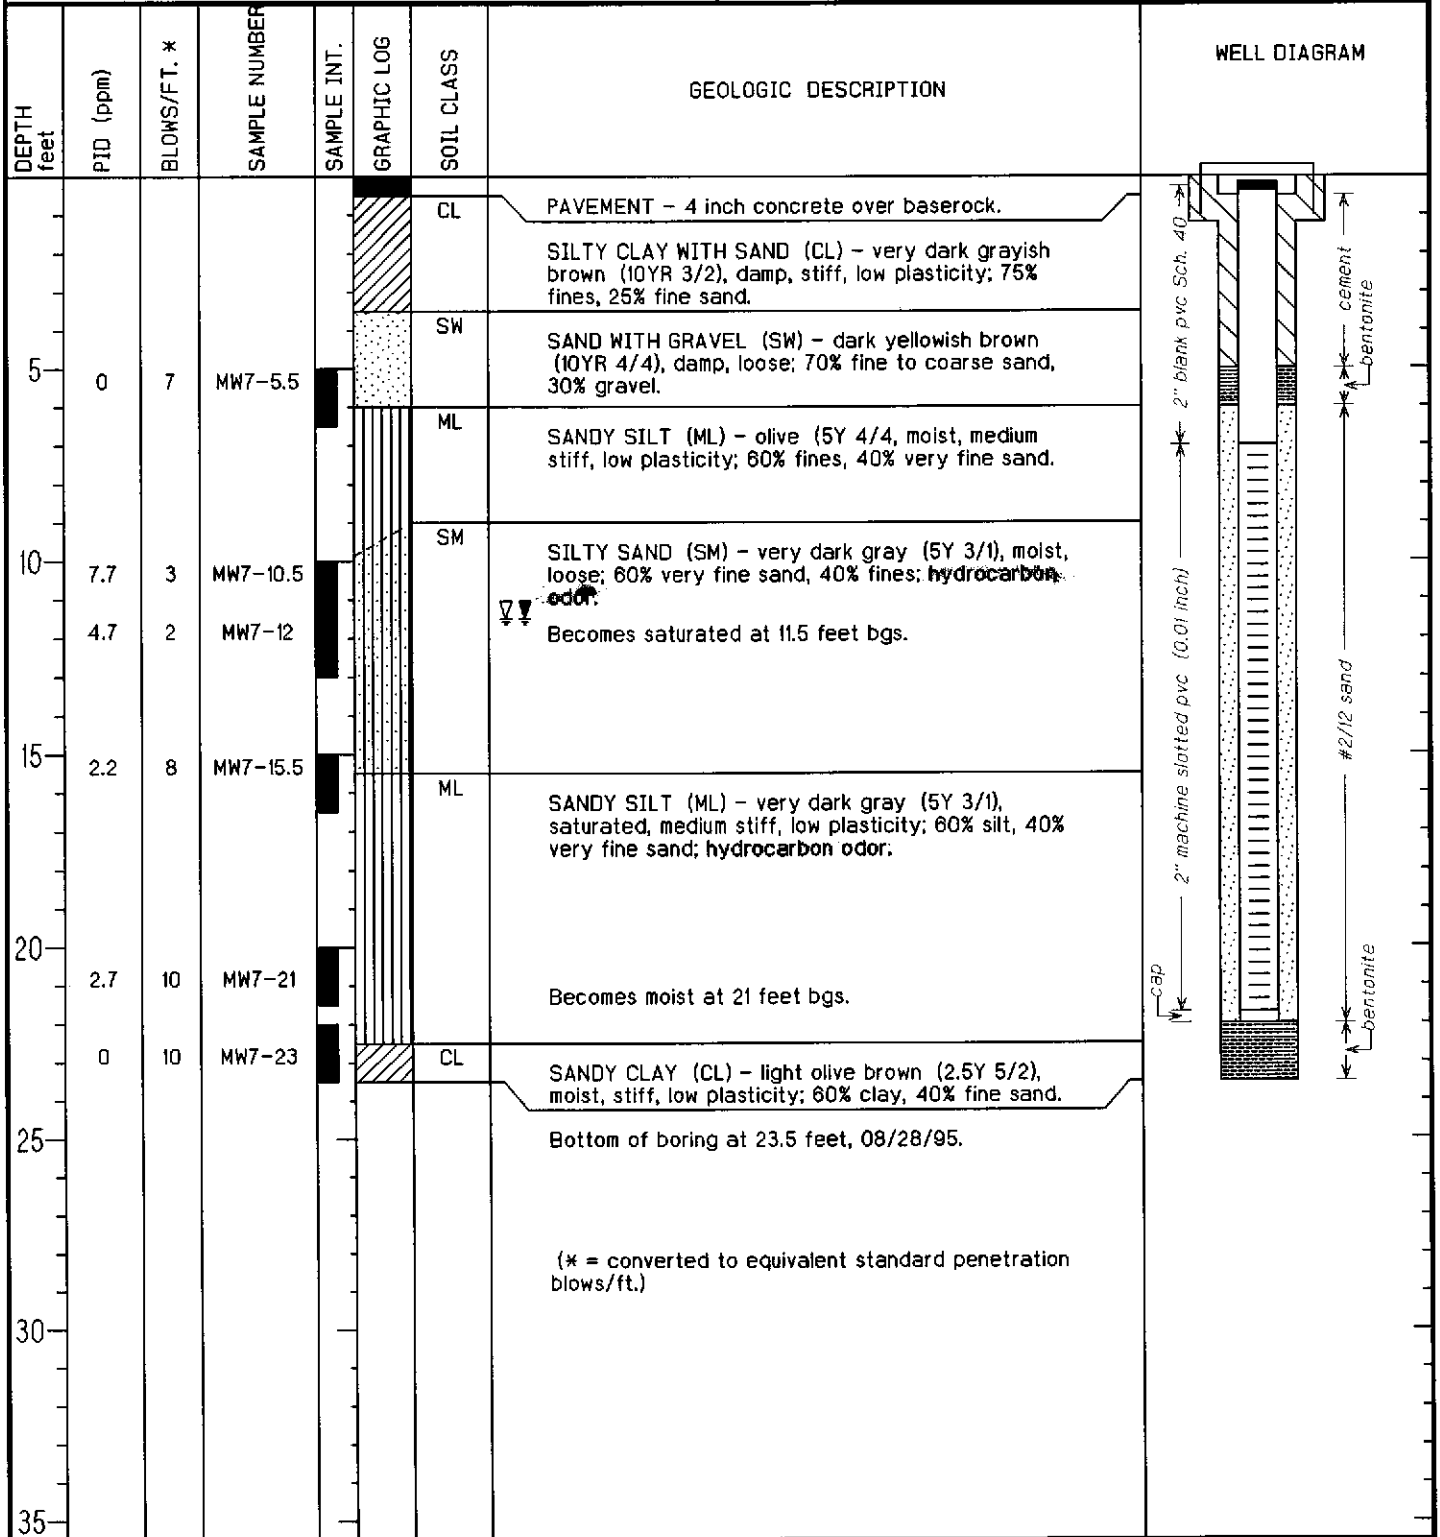 DEPTH
feet
PID (ppm)
BLOWS/FT. *
SAMPLE NUMBER
SAMPLE INT.
GRAPHIC LOG
SOIL CLASS
GEOLOGIC DESCRIPTION
WELL DIAGRAM
CL
PAVEMENT – 4 inch concrete over baserock.
SILTY CLAY WITH SAND (CL) – very dark grayish
brown (10YR 3/2), damp, stiff, low plasticity; 75%
fines, 25% fine sand.
SW
SAND WITH GRAVEL (SW) – dark yellowish brown
(10YR 4/4), damp, loose; 70% fine to coarse sand,
30% gravel.
5
0 7 MW7-5.5
ML
SANDY SILT (ML) – olive (5Y 4/4, moist, medium
stiff, low plasticity; 60% fines, 40% very fine sand.
SM
SILTY SAND (SM) – very dark gray (5Y 3/1), moist,
loose; 60% very fine sand, 40% fines; hydrocarbon
odor.
10
7.7 3 MW7-10.5
4.7 2 MW7-12
Becomes saturated at 11.5 feet bgs.
15
2.2 8 MW7-15.5
ML
SANDY SILT (ML) – very dark gray (5Y 3/1),
saturated, medium stiff, low plasticity; 60% silt, 40%
very fine sand; hydrocarbon odor.
20
2.7 10 MW7-21
Becomes moist at 21 feet bgs.
0 10 MW7-23
CL
SANDY CLAY (CL) – light olive brown (2.5Y 5/2),
moist, stiff, low plasticity; 60% clay, 40% fine sand.
25
Bottom of boring at 23.5 feet, 08/28/95.
(* = converted to equivalent standard penetration
blows/ft.)
30
35
2" blank pvc Sch. 40
2" machine slotted pvc (0.01 inch)
cap
cement
bentonite
#2/12 sand
bentonite